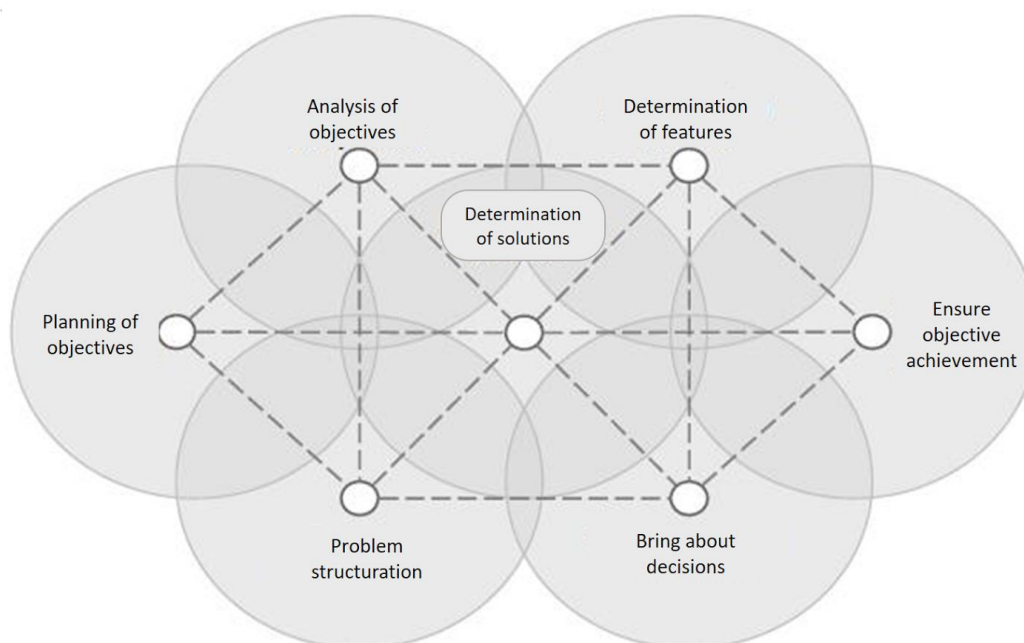 Analysis of
objectives
Determination
of features
Determination
of solutions
Planning of
objectives
Ensure
objective
achievement
Problem
structuration
Bring about
decisions